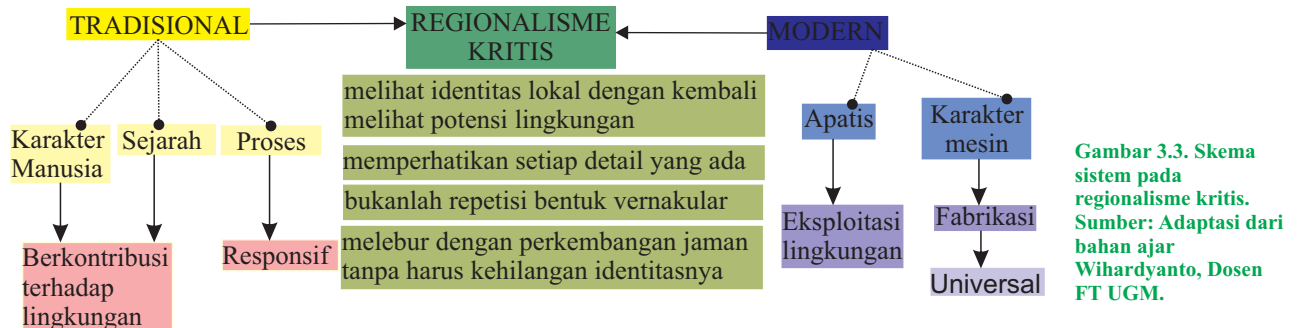 TRADISIONAL
REGIONALISME
KRITIS
MODERN
Karakter
Manusia
Sejarah
Proses
Berkontribusi
terhadap
lingkungan
Responsif
melihat identitas lokal dengan kembali
melihat potensi lingkungan
memperhatikan setiap detail yang ada
bukanlah repetisi bentuk vernakular
melebur dengan perkembangan jaman
tanpa harus kehilangan identitasnya
Apatis
Karakter
mesin
Eksploitasi
lingkungan
Fabrikasi
Universal
Gambar 3.3. Skema
sistem pada
regionalisme kritis.
Sumber: Adaptasi dari
bahan ajar
Wihardyanto, Dosen
FT UGM.